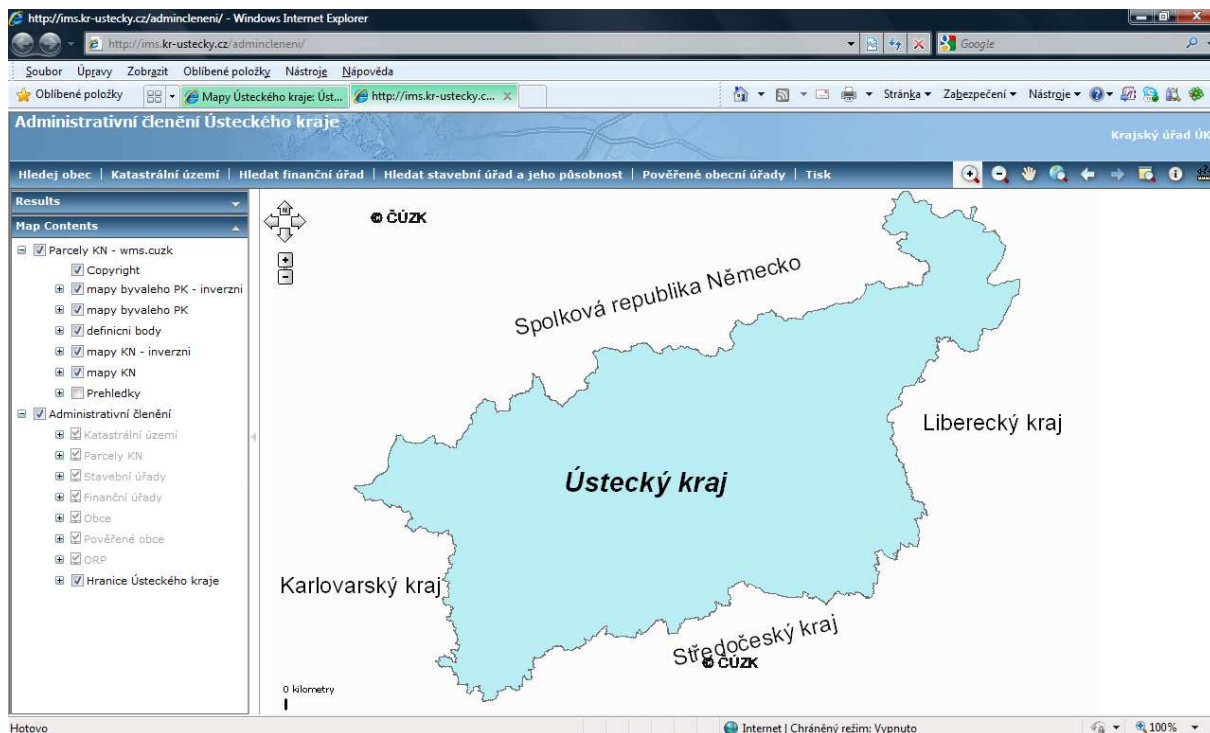 http://ims.kr-ustecky.cz/admincleneni/ - Windows Internet Explorer
http://ims.kr-ustecky.cz/admincleneni/
Google
Soubor Úpravy Zobrazit Oblíbené položky Nástroje Nápověda
Oblíbené položky
Mapy Ústeckého kraje: Úst...
http://ims.kr-ustecky.c...
Stránka Zabezpečení Nástroje
Administrativní členění Ústeckého kraje
Krajský úřad ÚK
Hledej obec | Katastrální území | Hledat finanční úřad | Hledat stavební úřad a jeho působnost | Pověřené obecní úřady | Tisk
Results
Map Contents
Parcely KN - wms.cuzk
Copyright
mapy byvaleho PK - inverzni
mapy byvaleho PK
definicni body
mapy KN - inverzni
mapy KN
Prehledky
Administrativní členění
Katastrální území
Parcely KN
Stavební úřady
Finanční úřady
Obce
Pověřené obce
ORP
Hranice Ústeckého kraje
© ČÚZK
Spolková republika Německo
Liberecký kraj
Ústecký kraj
Karlovarský kraj
Středočeský kraj
© ČÚZK
0 kilometry
Hotovo
Internet | Chráněný režim: Vypnuto
100%